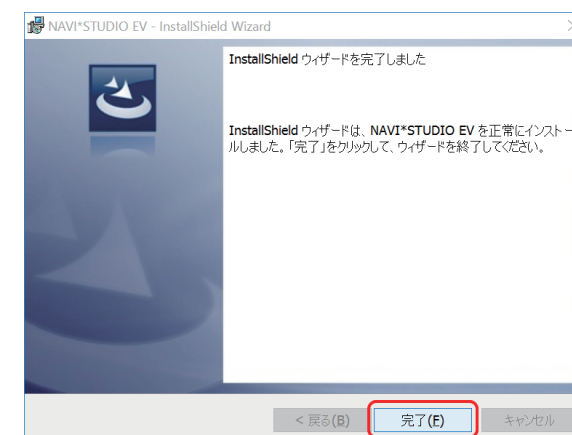 NAVI*STUDIO EV - InstallShield Wizard
InstallShield ウィザードを完了しました
InstallShield ウィザードは、NAVI*STUDIO EV を正常にインストー
ルしました。「完了」をクリックして、ウィザードを終了してください。
< 戻る(B) 完了(F) キャンセル